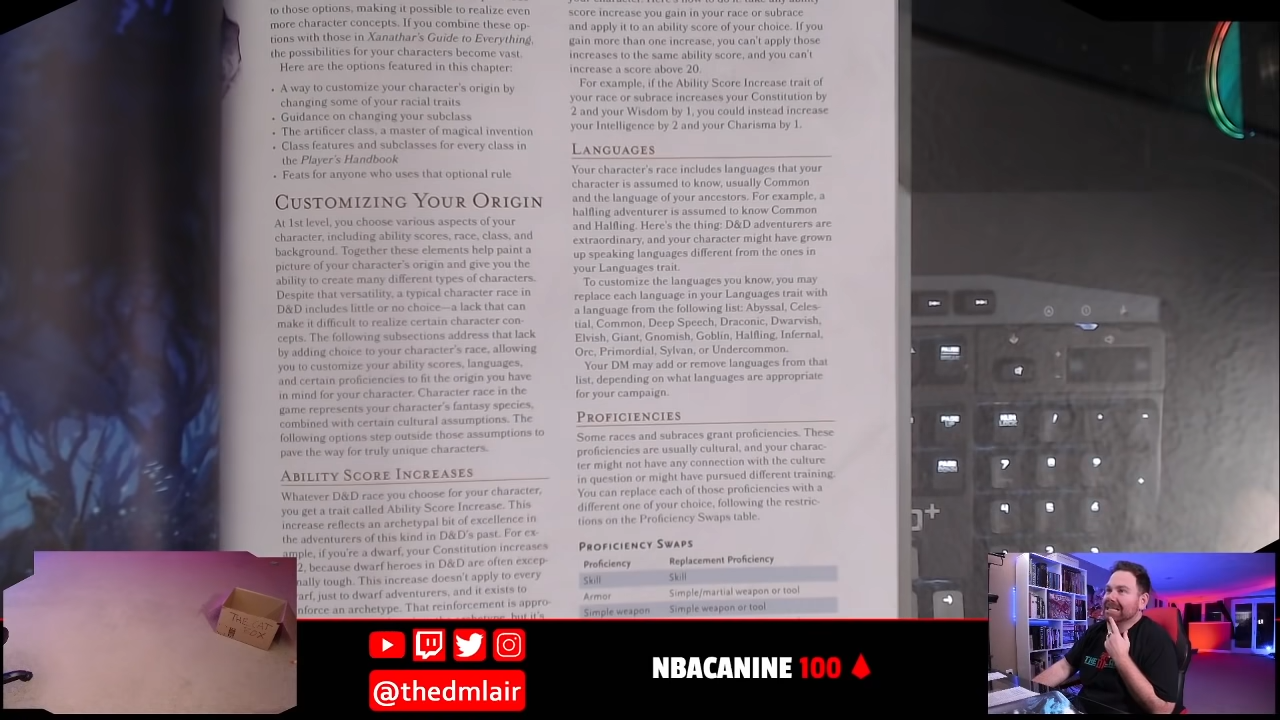 to those options, making it possible to realize even
more character concepts. If you combine these op-
tions with those in Xanathar's Guide to Everything,
the possibilities for your characters become vast.
Here are the options featured in this chapter:
• A way to customize your character's origin by
changing some of your racial traits
• Guidance on changing your subclass
• The artificer class, a master of magical invention
• Class features and subclasses for every class in
the Player's Handbook
• Feats for anyone who uses that optional rule
CUSTOMIZING YOUR ORIGIN
At 1st level, you choose various aspects of your
character, including ability scores, race, class, and
background. Together these elements help paint a
picture of your character's origin and give you the
ability to create many different types of characters.
Despite that versatility, a typical character race in
D&D includes little or no choice—a lack that can
make it difficult to realize certain character con-
cepts. The following subsections address that lack
by adding choice to your character's race, allowing
you to customize your ability scores, languages,
and certain proficiencies to fit the origin you have
in mind for your character. Character race in the
game represents your character's fantasy species,
combined with certain cultural assumptions. The
following options step outside those assumptions to
pave the way for truly unique characters.
ABILITY SCORE INCREASES
Whatever D&D race you choose for your character,
you get a trait called Ability Score Increase. This
increase reflects an archetypal bit of excellence in
the adventurers of this kind in D&D's past. For ex-
ample, if you're a dwarf, your Constitution increases
2, because dwarf heroes in D&D are often excep-
nally tough. This increase doesn't apply to every
arf, just to dwarf adventurers, and it exists to
nforce an archetype. That reinforcement is appro-
score increase you gain in your race or subrace
and apply it to an ability score of your choice. If you
gain more than one increase, you can't apply those
increases to the same ability score, and you can't
increase a score above 20.
For example, if the Ability Score Increase trait of
your race or subrace increases your Constitution by
2 and your Wisdom by 1, you could instead increase
your Intelligence by 2 and your Charisma by 1.
LANGUAGES
Your character's race includes languages that your
character is assumed to know, usually Common
and the language of your ancestors. For example, a
halfling adventurer is assumed to know Common
and Halfling. Here's the thing: D&D adventurers are
extraordinary, and your character might have grown
up speaking languages different from the ones in
your Languages trait.
To customize the languages you know, you may
replace each language in your Languages trait with
a language from the following list: Abyssal, Celes-
tial, Common, Deep Speech, Draconic, Dwarvish,
Elvish, Giant, Gnomish, Goblin, Halfling, Infernal,
Orc, Primordial, Sylvan, or Undercommon.
Your DM may add or remove languages from that
list, depending on what languages are appropriate
for your campaign.
PROFICIENCIES
Some races and subraces grant proficiencies. These
proficiencies are usually cultural, and your charac-
ter might not have any connection with the culture
in question or might have pursued different training.
You can replace each of those proficiencies with a
different one of your choice, following the restric-
tions on the Proficiency Swaps table.
PROFICIENCY SWAPS
Proficiency Replacement Proficiency
Skill Skill
Armor Simple/martial weapon or tool
Simple weapon Simple weapon or tool
7 8 9
4 5 6
THE CAT BOX
@thedmlair
NBACANINE 100